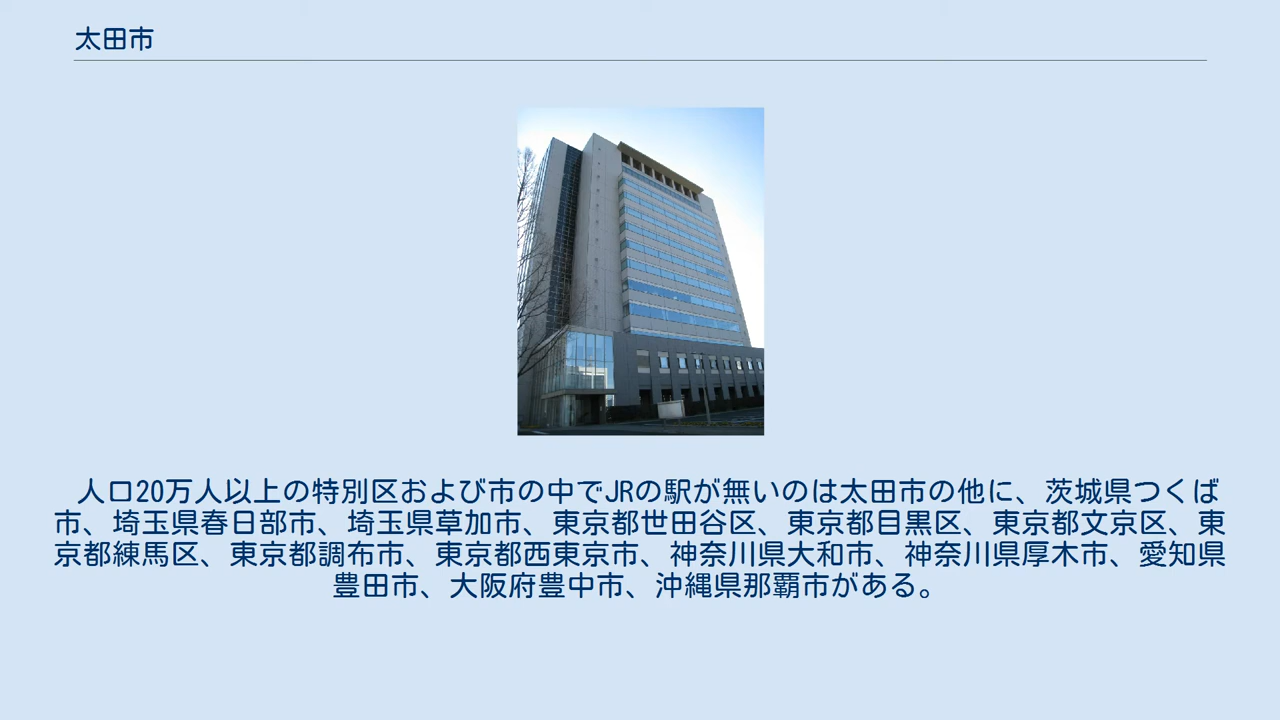 太田市
人口20万人以上の特別区および市の中でJRの駅が無いのは太田市の他に、茨城県つくば
市、埼玉県春日部市、埼玉県草加市、東京都世田谷区、東京都目黒区、東京都文京区、東
京都練馬区、東京都調布市、東京都西東京市、神奈川県大和市、神奈川県厚木市、愛知県
豊田市、大阪府豊中市、沖縄県那覇市がある。